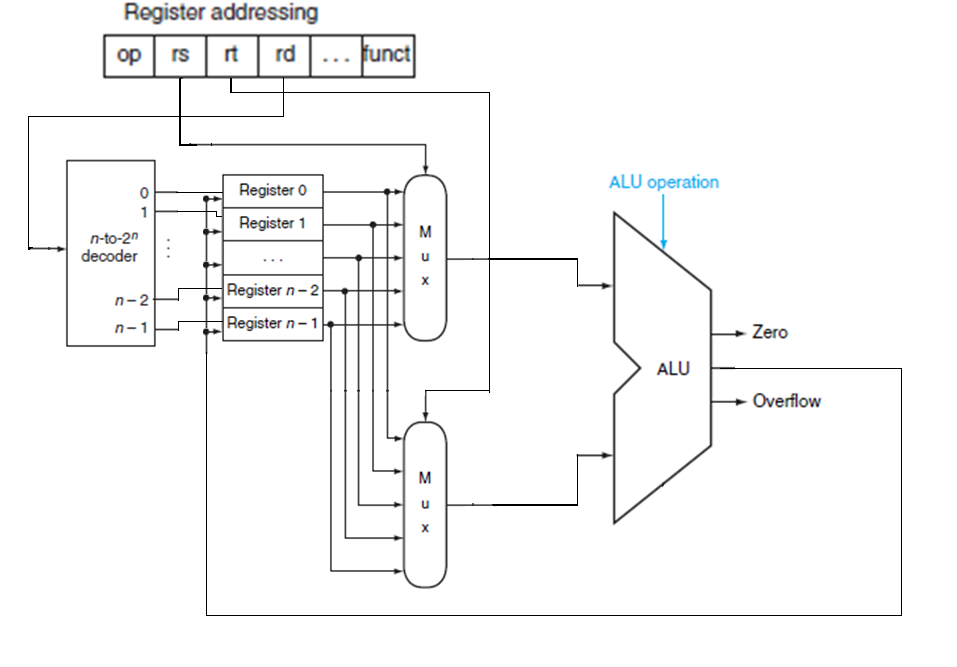 Register addressing
op rs rt rd ... funct
ALU operation
0
1
n-to-2ⁿ
decoder
⋮
n – 2
n – 1
Register 0
Register 1
...
Register n – 2
Register n – 1
M
u
x
M
u
x
ALU
Zero
Overflow